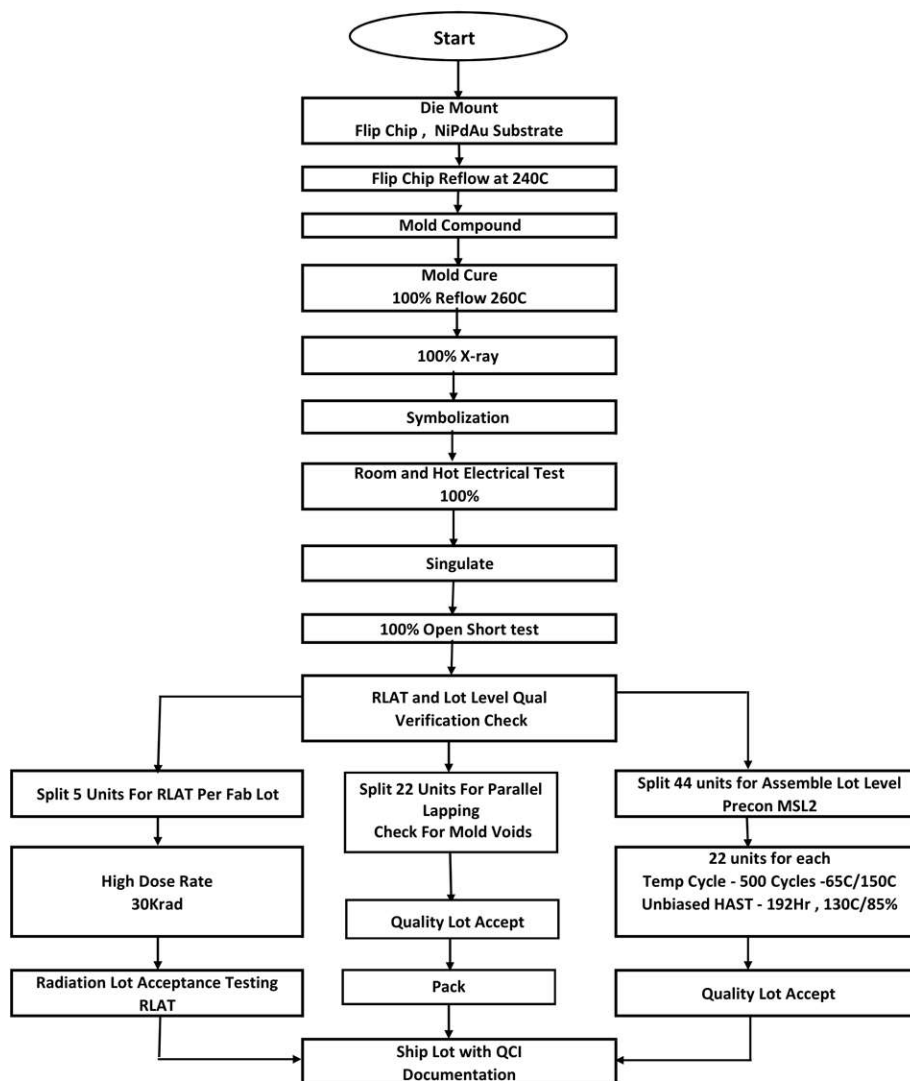 Start
Die Mount
Flip Chip , NiPdAu Substrate
Flip Chip Reflow at 240C
Mold Compound
Mold Cure
100% Reflow 260C
100% X-ray
Symbolization
Room and Hot Electrical Test
100%
Singulate
100% Open Short test
RLAT and Lot Level Qual
Verification Check
Split 5 Units For RLAT Per Fab Lot
High Dose Rate
30Krad
Radiation Lot Acceptance Testing
RLAT
Split 22 Units For Parallel
Lapping
Check For Mold Voids
Quality Lot Accept
Pack
Split 44 units for Assemble Lot Level
Precon MSL2
22 units for each
Temp Cycle - 500 Cycles -65C/150C
Unbiased HAST - 192Hr , 130C/85%
Quality Lot Accept
Ship Lot with QCI
Documentation